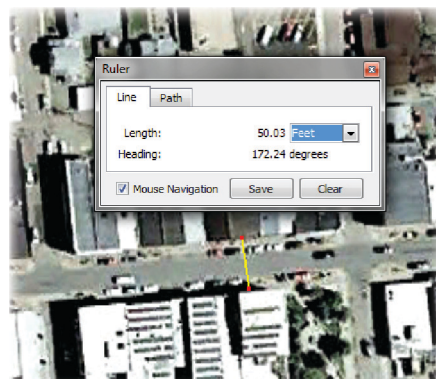 Ruler
Line Path
Length: 50.03 Feet
Heading: 172.24 degrees
Mouse Navigation Save Clear